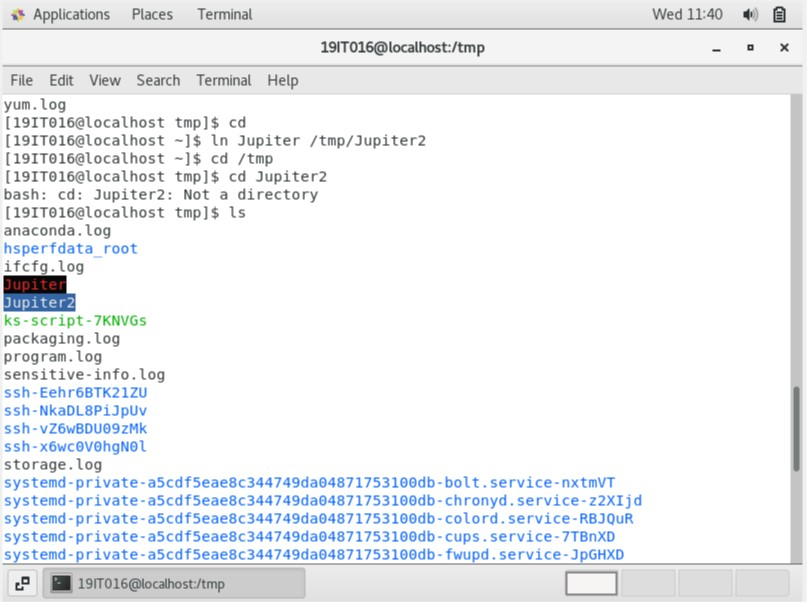 Applications Places Terminal Wed 11:40
19IT016@localhost:/tmp
File Edit View Search Terminal Help
yum.log
[19IT016@localhost tmp]$ cd
[19IT016@localhost ~]$ ln Jupiter /tmp/Jupiter2
[19IT016@localhost ~]$ cd /tmp
[19IT016@localhost tmp]$ cd Jupiter2
bash: cd: Jupiter2: Not a directory
[19IT016@localhost tmp]$ ls
anaconda.log
hsperfdata_root
ifcfg.log
Jupiter
Jupiter2
ks-script-7KNVGs
packaging.log
program.log
sensitive-info.log
ssh-Eehr6BTK21ZU
ssh-NkaDL8PiJpUv
ssh-vZ6wBDU09zMk
ssh-x6wc0V0hgN0l
storage.log
systemd-private-a5cdf5eae8c344749da04871753100db-bolt.service-nxtmVT
systemd-private-a5cdf5eae8c344749da04871753100db-chronyd.service-z2XIjd
systemd-private-a5cdf5eae8c344749da04871753100db-colord.service-RBJQuR
systemd-private-a5cdf5eae8c344749da04871753100db-cups.service-7TBnXD
systemd-private-a5cdf5eae8c344749da04871753100db-fwupd.service-JpGHXD
19IT016@localhost:/tmp